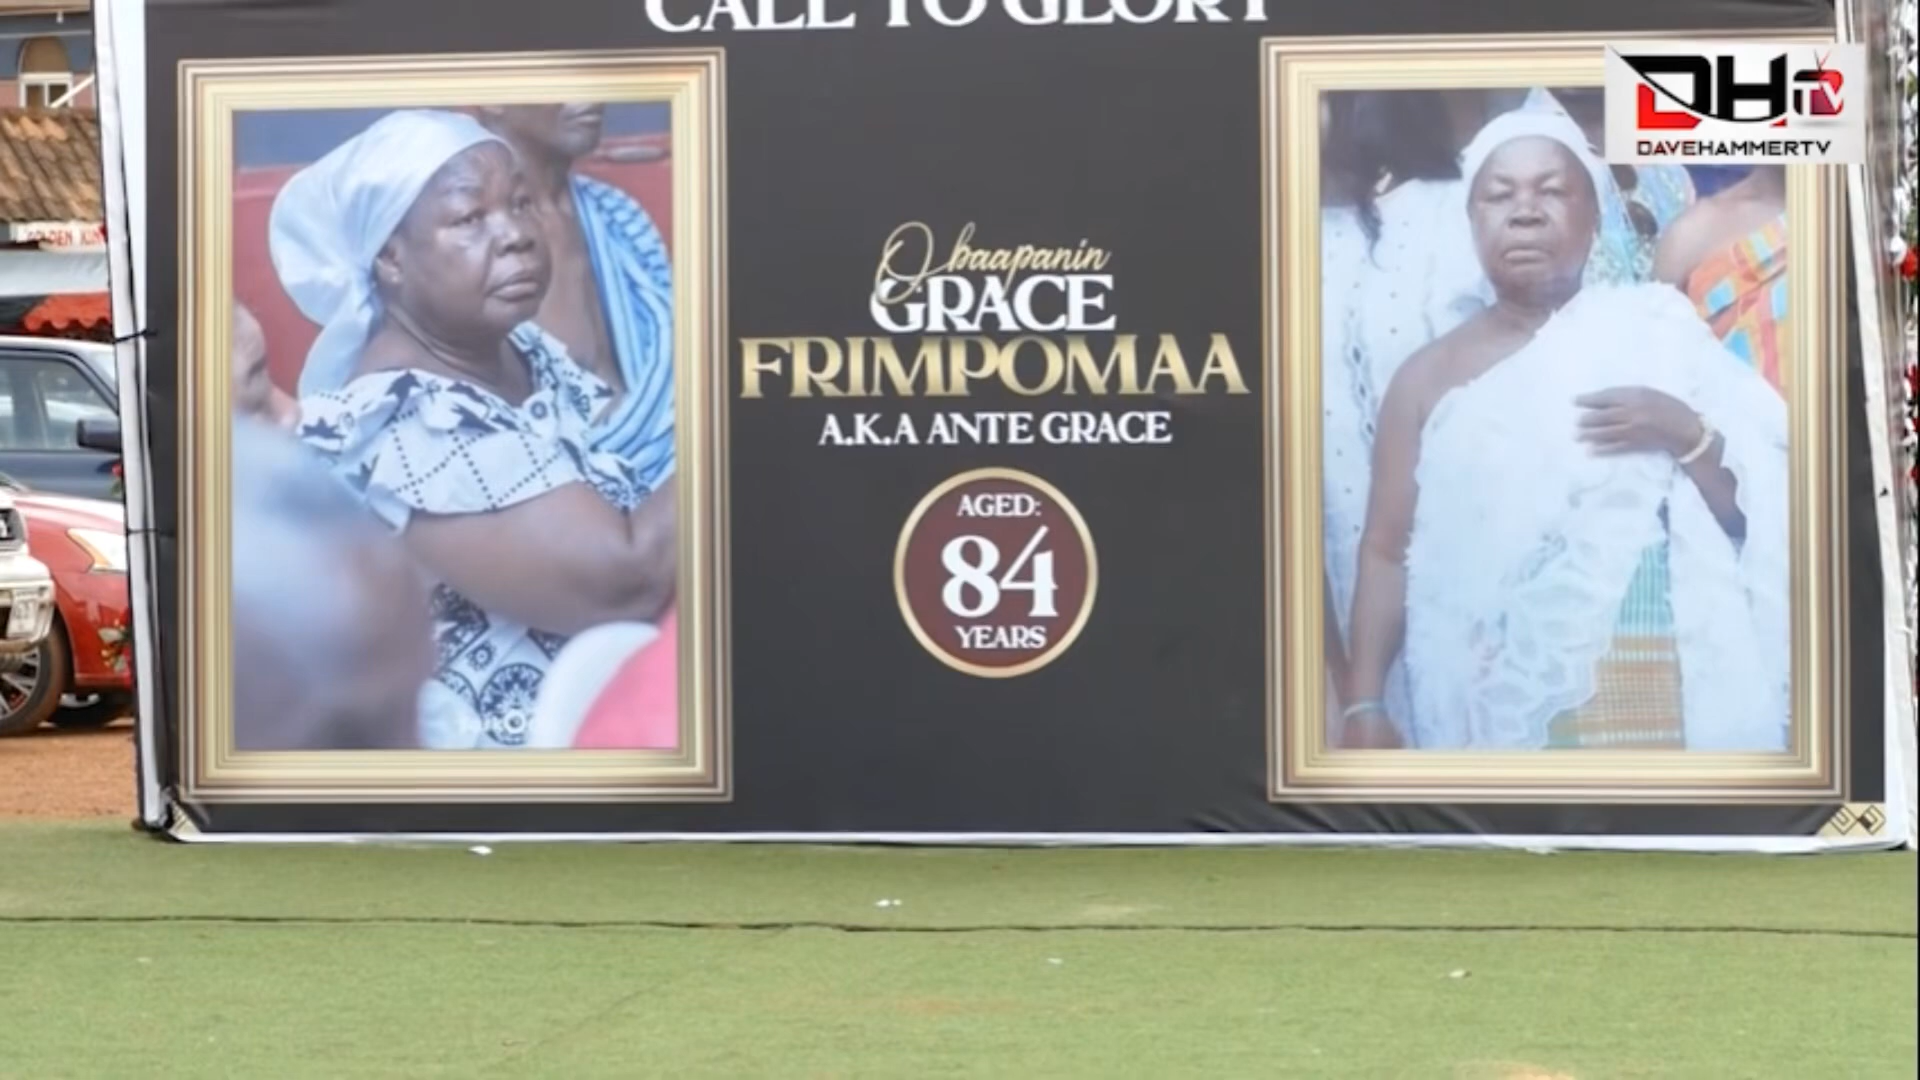 CALL TO GLORY
DH TV
DAVEHAMMERTV
Obaapanin
GRACE
FRIMPOMAA
A.K.A ANTE GRACE
AGED:
84
YEARS